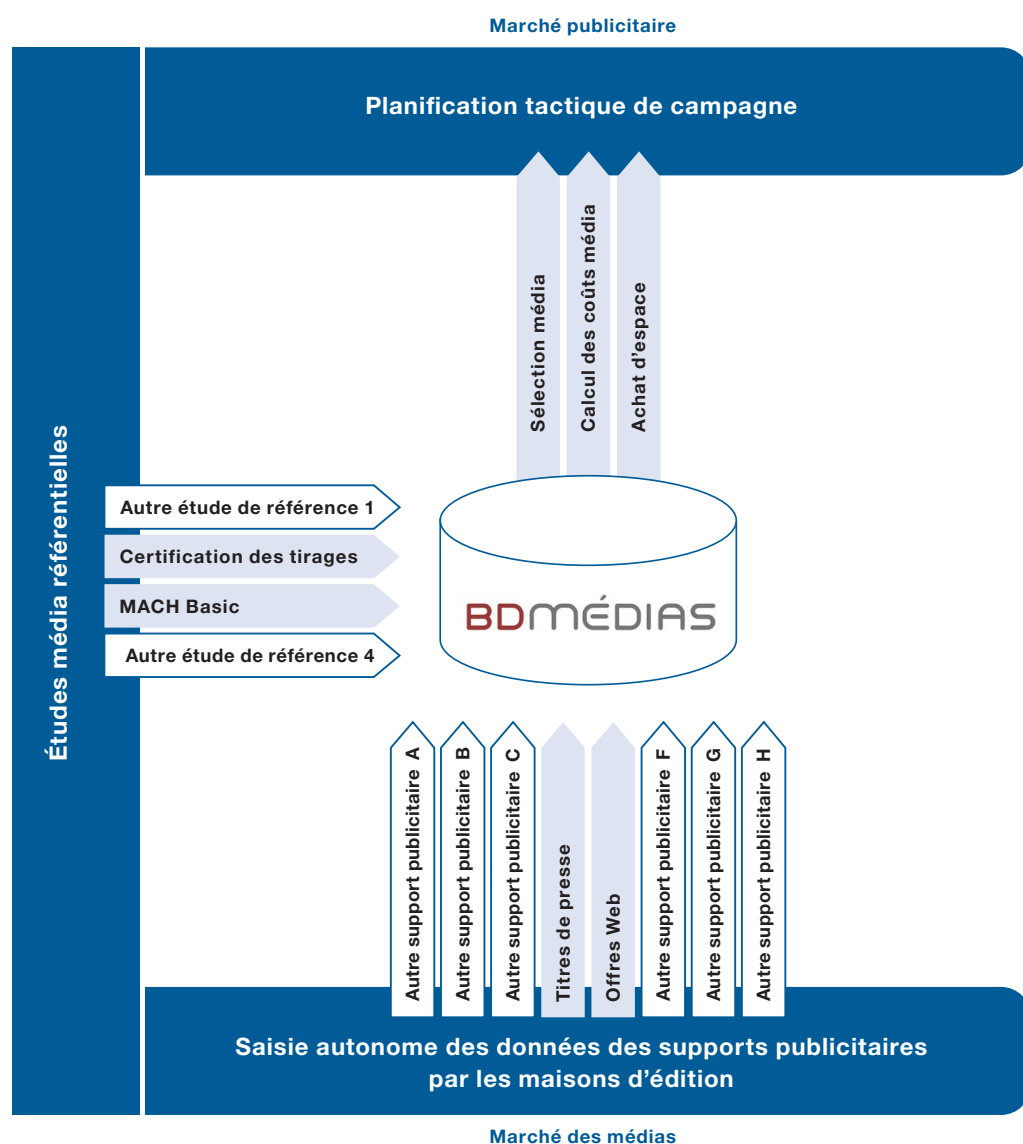 Marché publicitaire
Planification tactique de campagne
Sélection média
Calcul des coûts média
Achat d'espace
Études média référentielles
Autre étude de référence 1
Certification des tirages
MACH Basic
Autre étude de référence 4
BDMÉDIAS
Autre support publicitaire A
Autre support publicitaire B
Autre support publicitaire C
Titres de presse
Offres Web
Autre support publicitaire F
Autre support publicitaire G
Autre support publicitaire H
Saisie autonome des données des supports publicitaires
par les maisons d'édition
Marché des médias